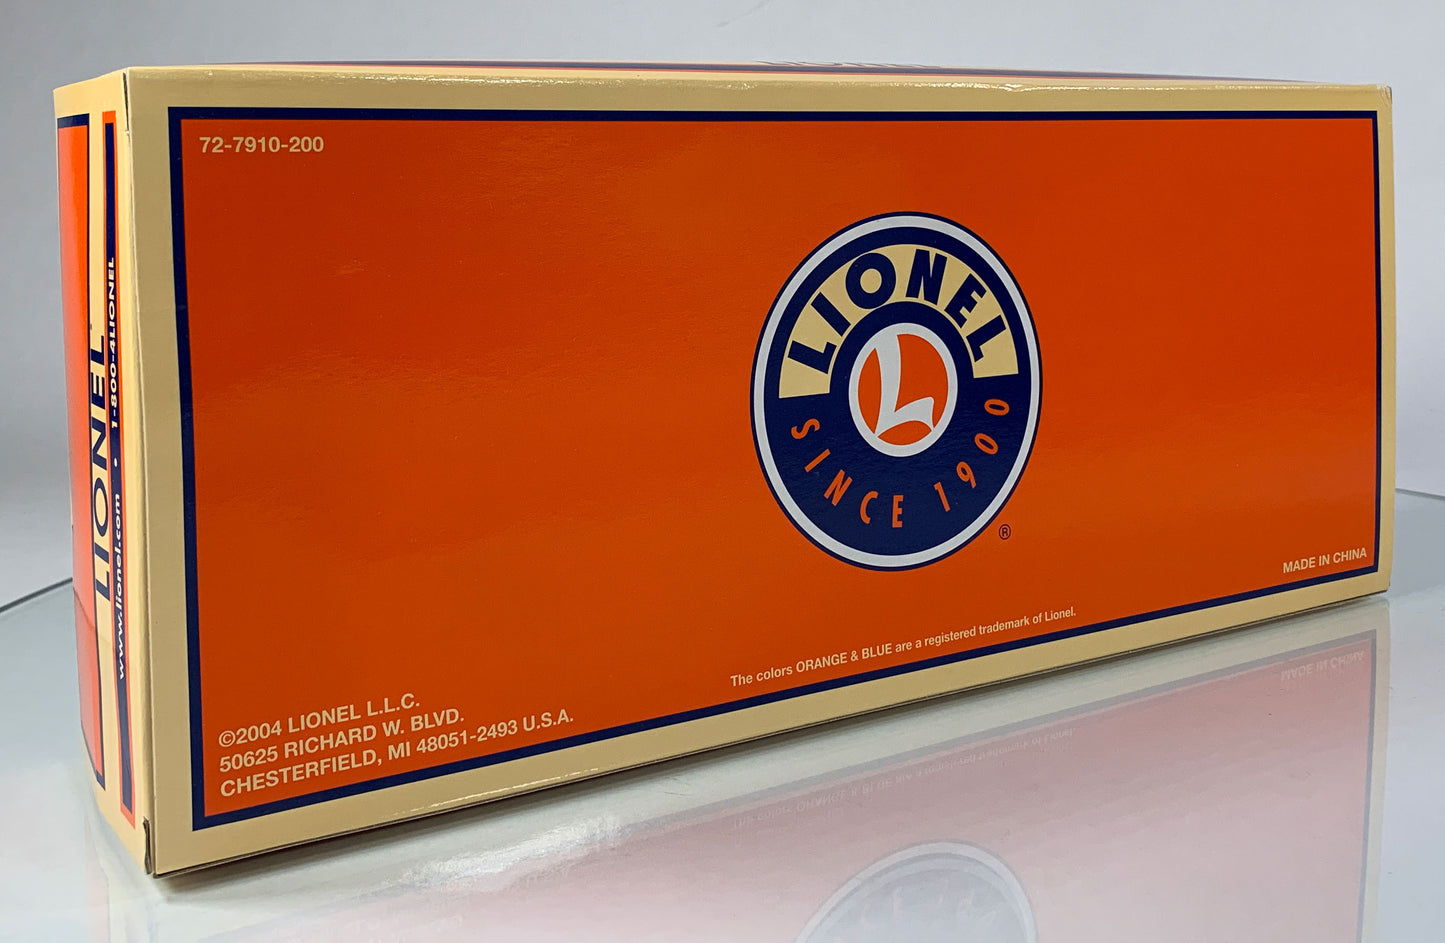 72-7910-200
LIONEL
SINCE 1900
L
®
MADE IN CHINA
The colors ORANGE & BLUE are a registered trademark of Lionel.
©2004 LIONEL L.L.C.
50625 RICHARD W. BLVD.
CHESTERFIELD, MI 48051-2493 U.S.A.
LIONEL
www.lionel.com • 1-800-4LIONEL